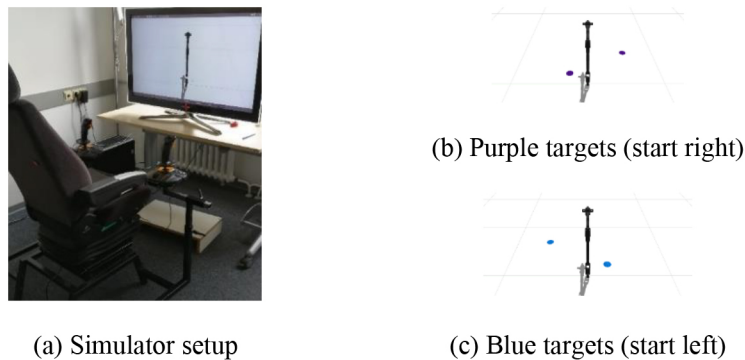 (b) Purple targets (start right)
(a) Simulator setup
(c) Blue targets (start left)